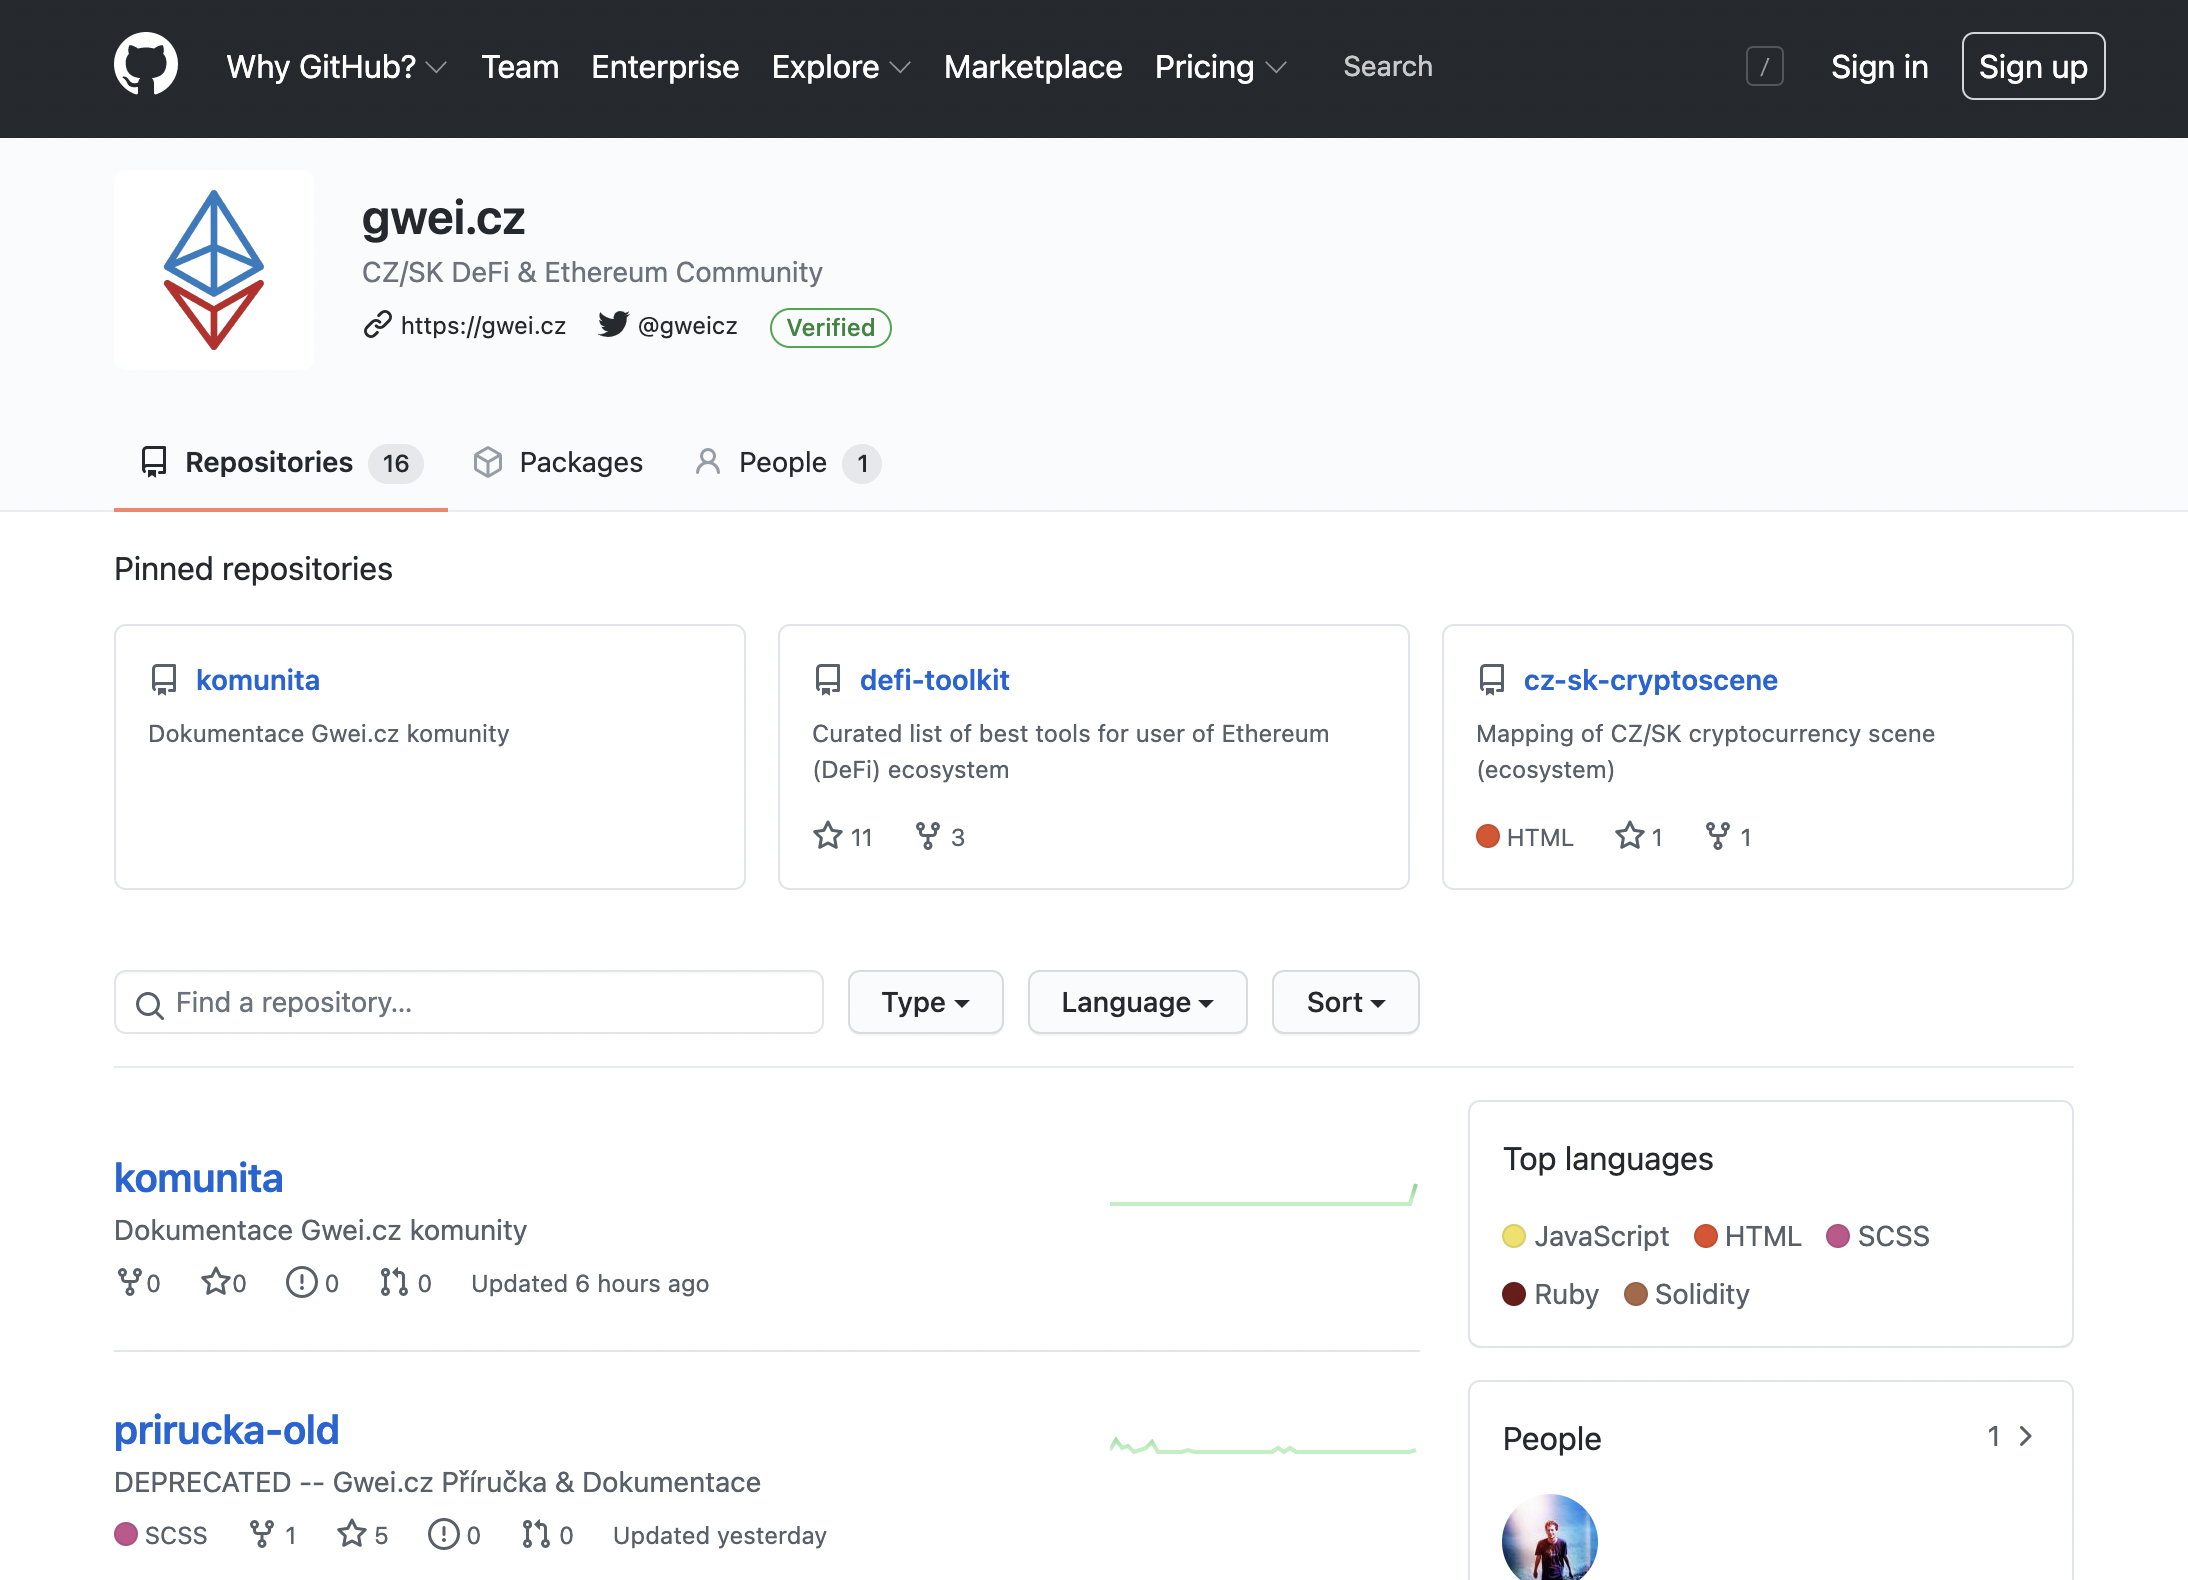 Why GitHub? Team Enterprise Explore Marketplace Pricing Search / Sign in Sign up
gwei.cz
CZ/SK DeFi & Ethereum Community
https://gwei.cz @gweicz Verified
Repositories 16 Packages People 1
Pinned repositories
komunita
Dokumentace Gwei.cz komunity
defi-toolkit
Curated list of best tools for user of Ethereum
(DeFi) ecosystem
11 3
cz-sk-cryptoscene
Mapping of CZ/SK cryptocurrency scene
(ecosystem)
HTML 1 1
Find a repository... Type Language Sort
komunita
Dokumentace Gwei.cz komunity
0 0 0 0 Updated 6 hours ago
prirucka-old
DEPRECATED -- Gwei.cz Příručka & Dokumentace
SCSS 1 5 0 0 Updated yesterday
Top languages
JavaScript HTML SCSS
Ruby Solidity
People 1